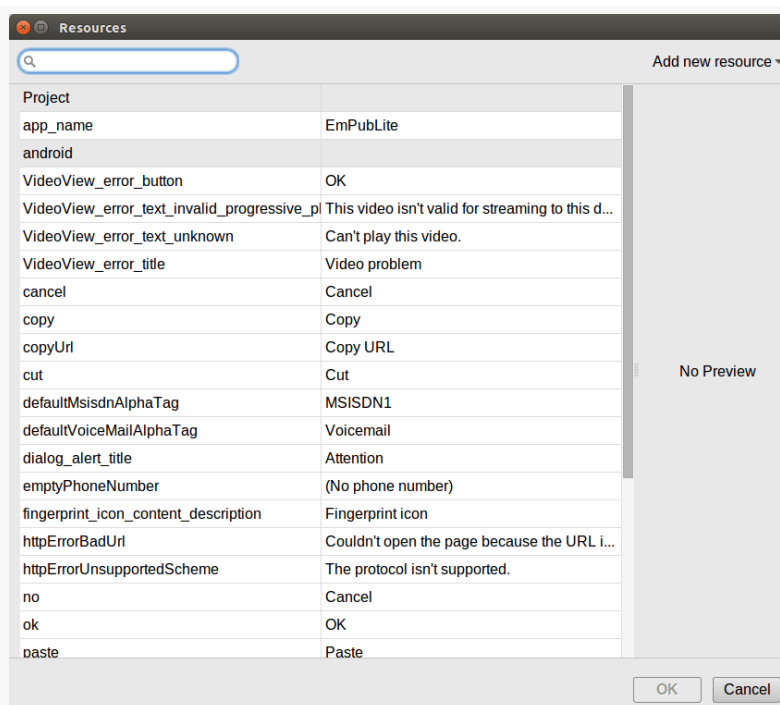 Resources
Add new resource
Project
app_name EmPubLite
android
VideoView_error_button OK
VideoView_error_text_invalid_progressive_pl This video isn't valid for streaming to this d...
VideoView_error_text_unknown Can't play this video.
VideoView_error_title Video problem
cancel Cancel
copy Copy
copyUrl Copy URL
cut Cut
No Preview
defaultMsisdnAlphaTag MSISDN1
defaultVoiceMailAlphaTag Voicemail
dialog_alert_title Attention
emptyPhoneNumber (No phone number)
fingerprint_icon_content_description Fingerprint icon
httpErrorBadUrl Couldn't open the page because the URL i...
httpErrorUnsupportedScheme The protocol isn't supported.
no Cancel
ok OK
paste Paste
OK Cancel